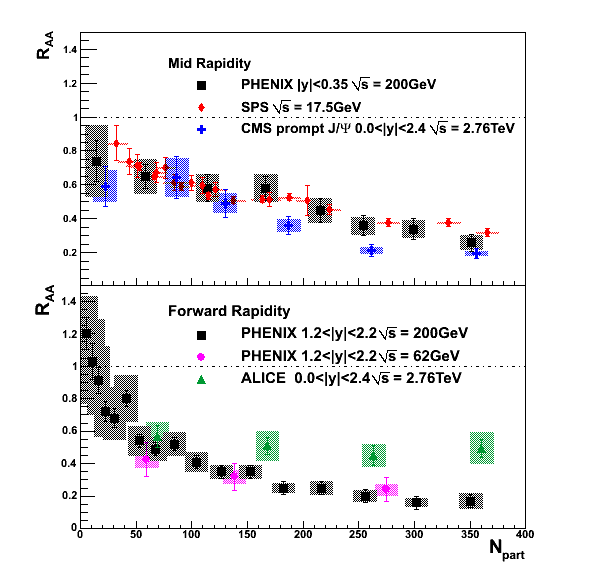 R_AA
1.4
1.2
1
0.8
0.6
0.4
0.2
Mid Rapidity
PHENIX |y|<0.35 √s = 200GeV
SPS √s = 17.5GeV
CMS prompt J/Ψ 0.0<|y|<2.4 √s = 2.76TeV
R_AA
1.4
1.2
1
0.8
0.6
0.4
0.2
0
Forward Rapidity
PHENIX 1.2<|y|<2.2 √s = 200GeV
PHENIX 1.2<|y|<2.2 √s = 62GeV
ALICE 0.0<|y|<2.4 √s = 2.76TeV
0 50 100 150 200 250 300 350 400
N_part